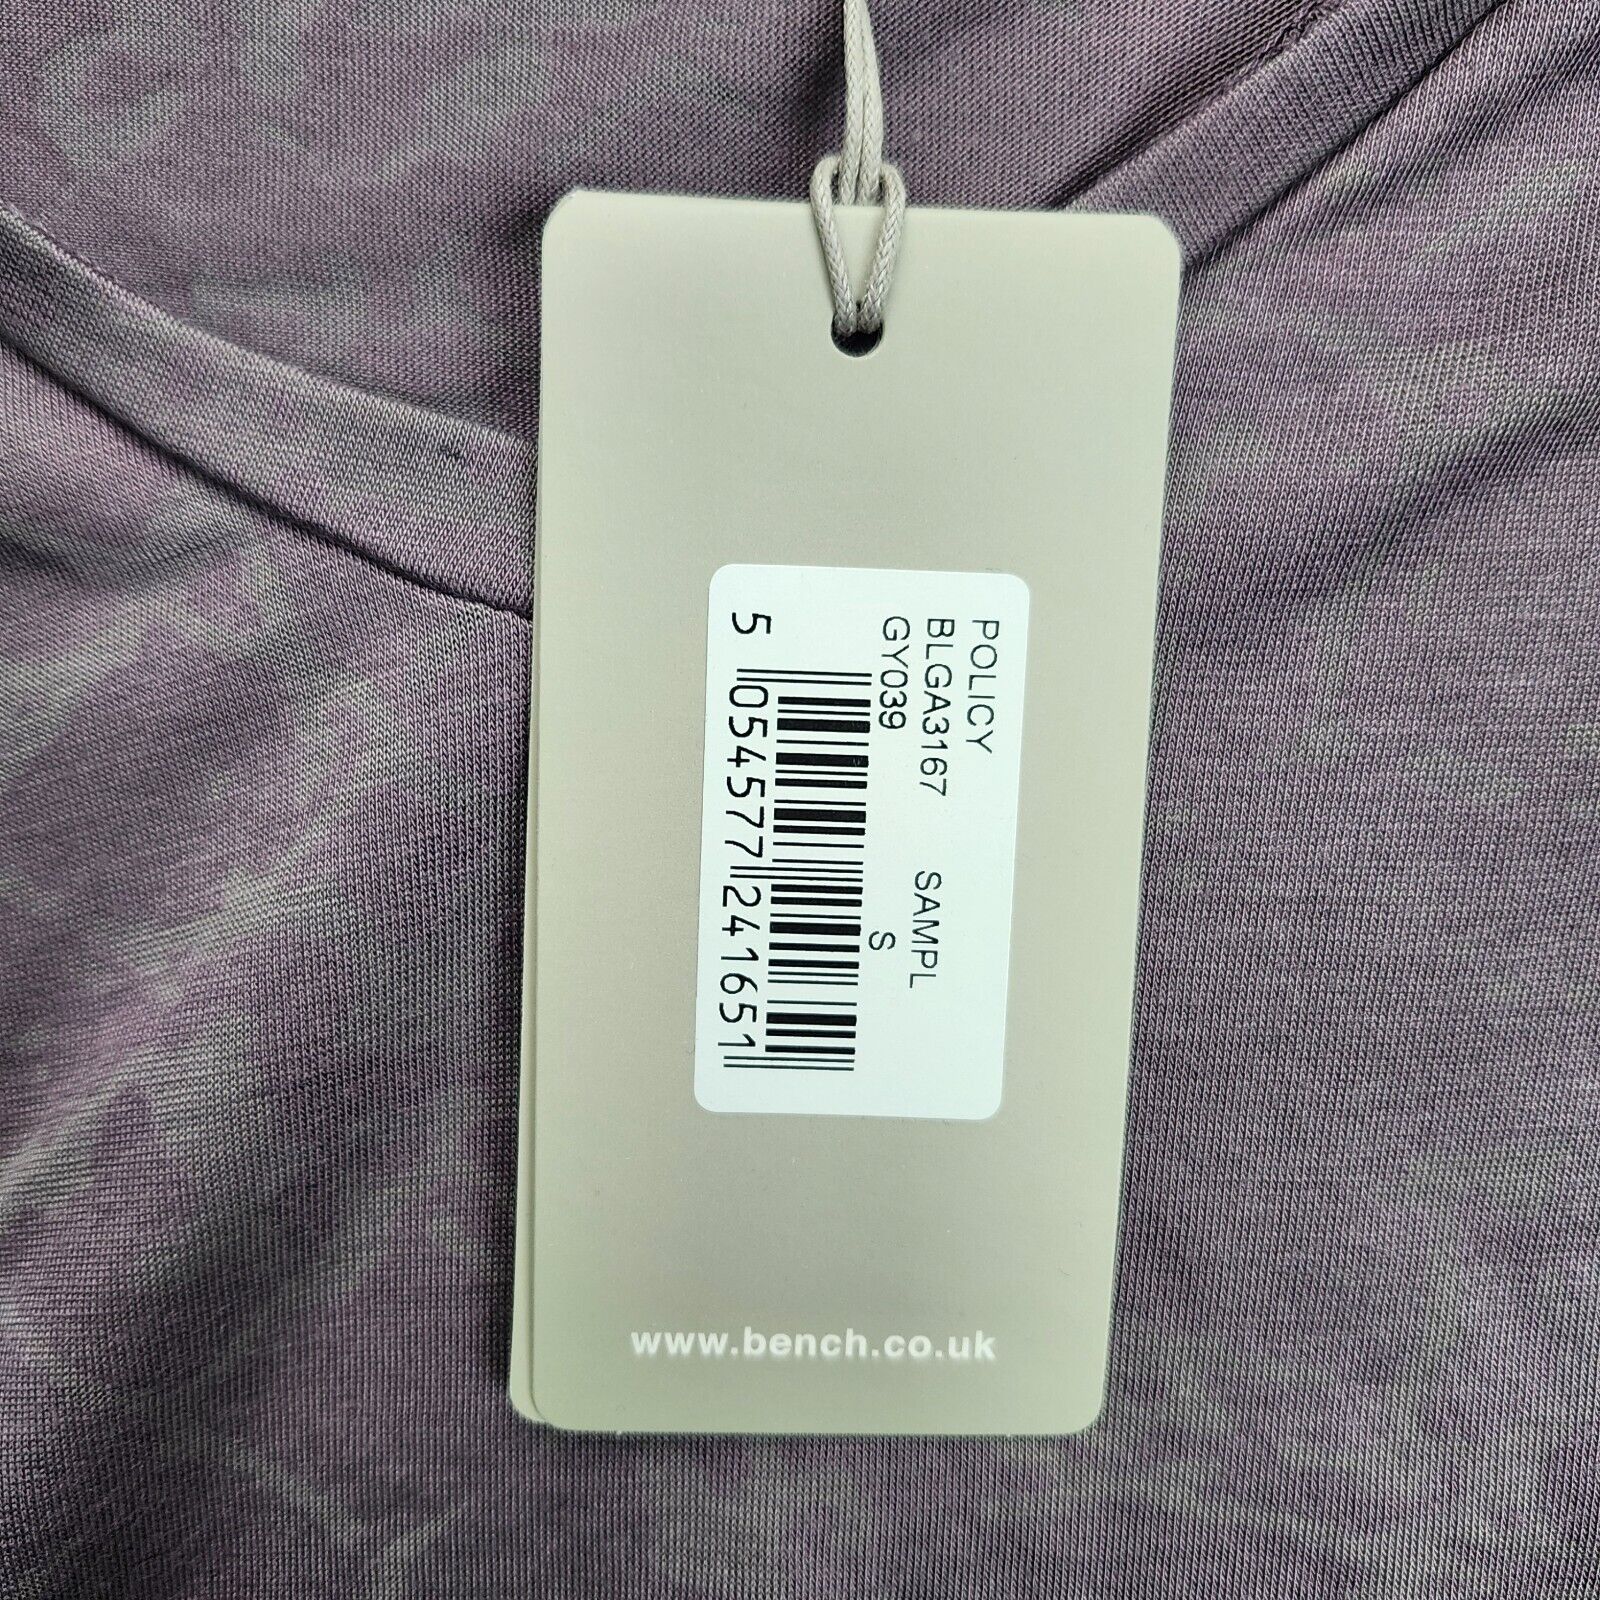 POLICY
BLGA3167 SAMPL
GY039 S
5 054577 241651
www.bench.co.uk